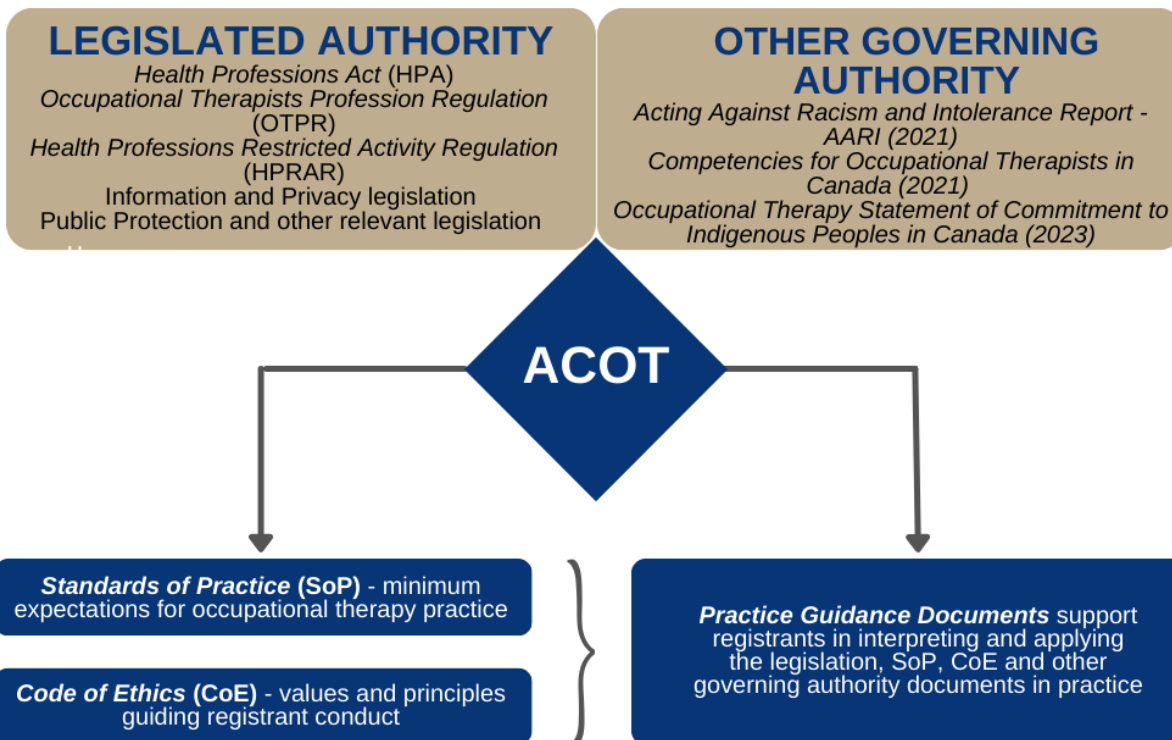 LEGISLATED AUTHORITY
Health Professions Act (HPA)
Occupational Therapists Profession Regulation
(OTPR)
Health Professions Restricted Activity Regulation
(HPRAR)
Information and Privacy legislation
Public Protection and other relevant legislation
OTHER GOVERNING
AUTHORITY
Acting Against Racism and Intolerance Report -
AARI (2021)
Competencies for Occupational Therapists in
Canada (2021)
Occupational Therapy Statement of Commitment to
Indigenous Peoples in Canada (2023)
ACOT
Standards of Practice (SoP) - minimum
expectations for occupational therapy practice
Code of Ethics (CoE) - values and principles
guiding registrant conduct
Practice Guidance Documents support
registrants in interpreting and applying
the legislation, SoP, CoE and other
governing authority documents in practice